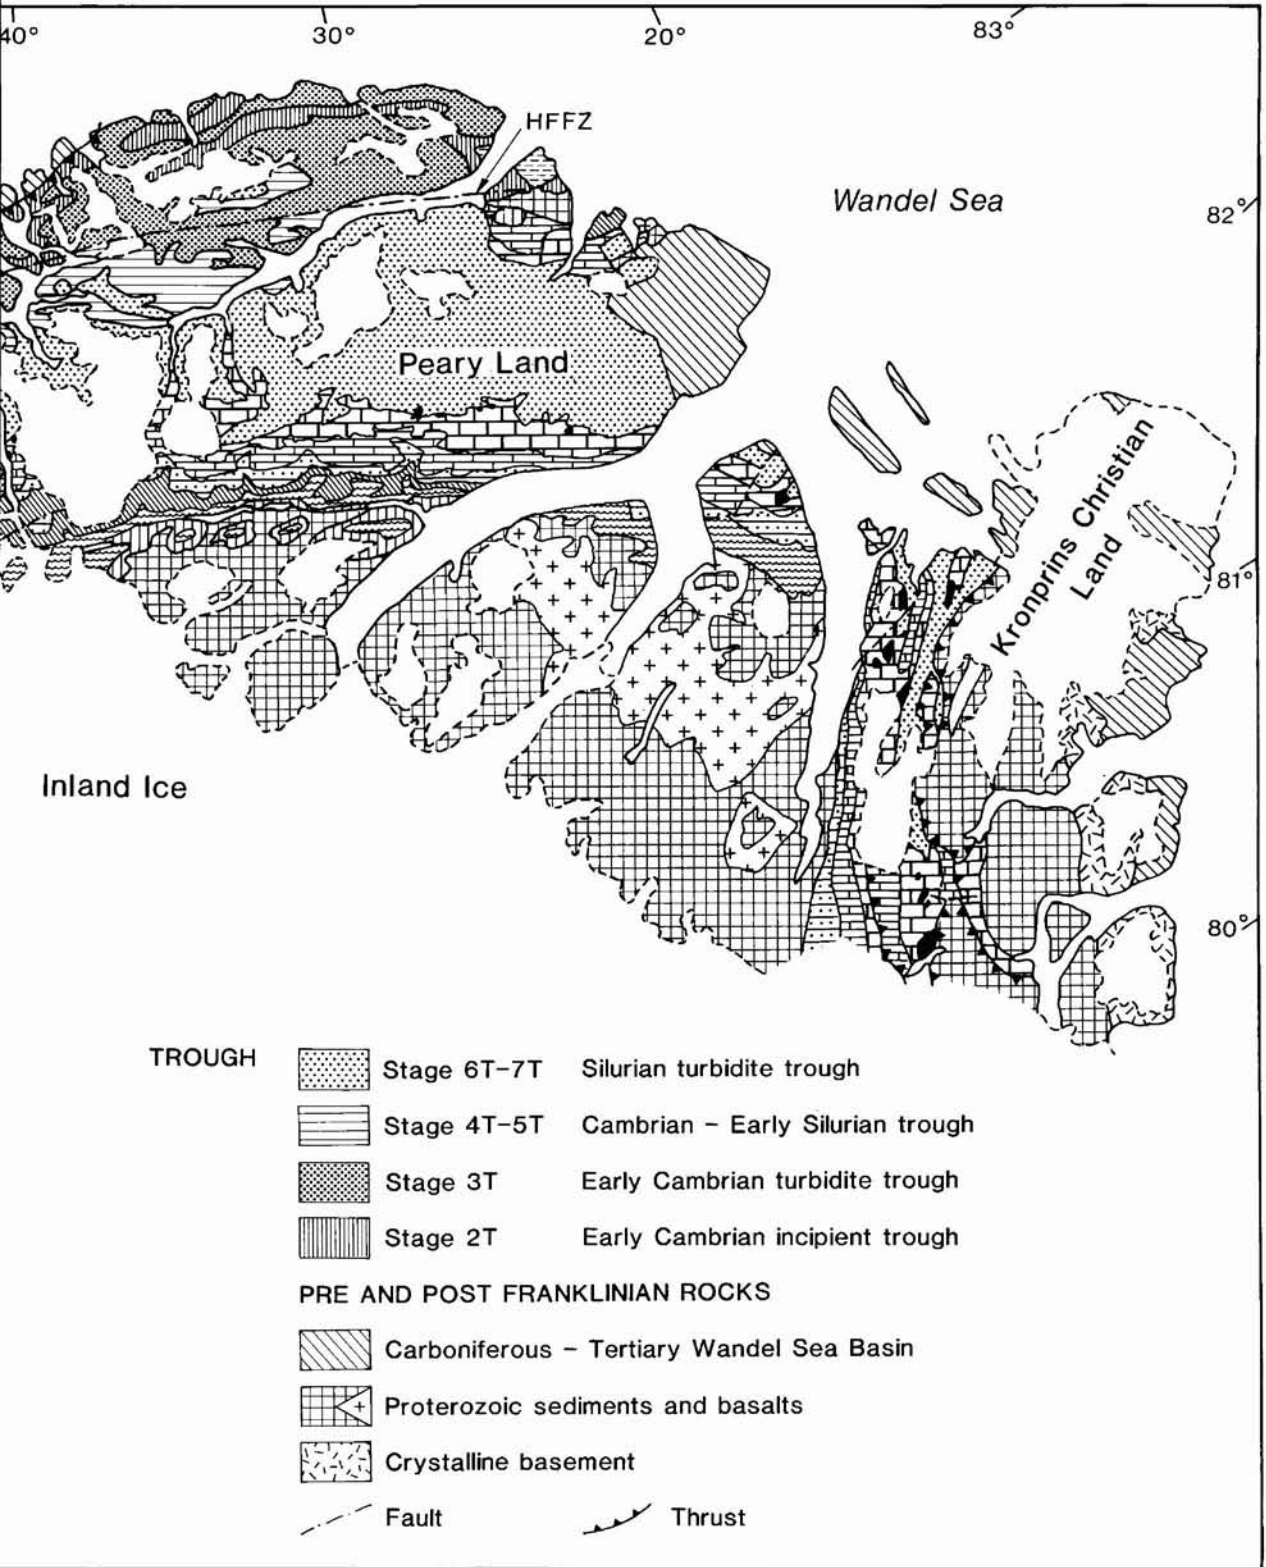 40° 30° 20° 83°
HFFZ
Wandel Sea
82°
Peary Land
Kronprins Christian
Land
81°
Inland Ice
80°
TROUGH
Stage 6T–7T Silurian turbidite trough
Stage 4T–5T Cambrian – Early Silurian trough
Stage 3T Early Cambrian turbidite trough
Stage 2T Early Cambrian incipient trough
PRE AND POST FRANKLINIAN ROCKS
Carboniferous – Tertiary Wandel Sea Basin
Proterozoic sediments and basalts
Crystalline basement
Fault Thrust